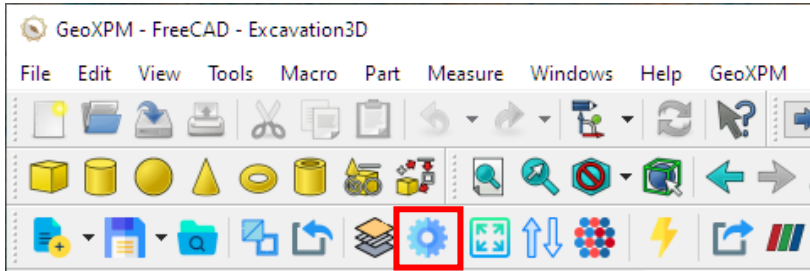 GeoXPM - FreeCAD - Excavation3D
File Edit View Tools Macro Part Measure Windows Help GeoXPM